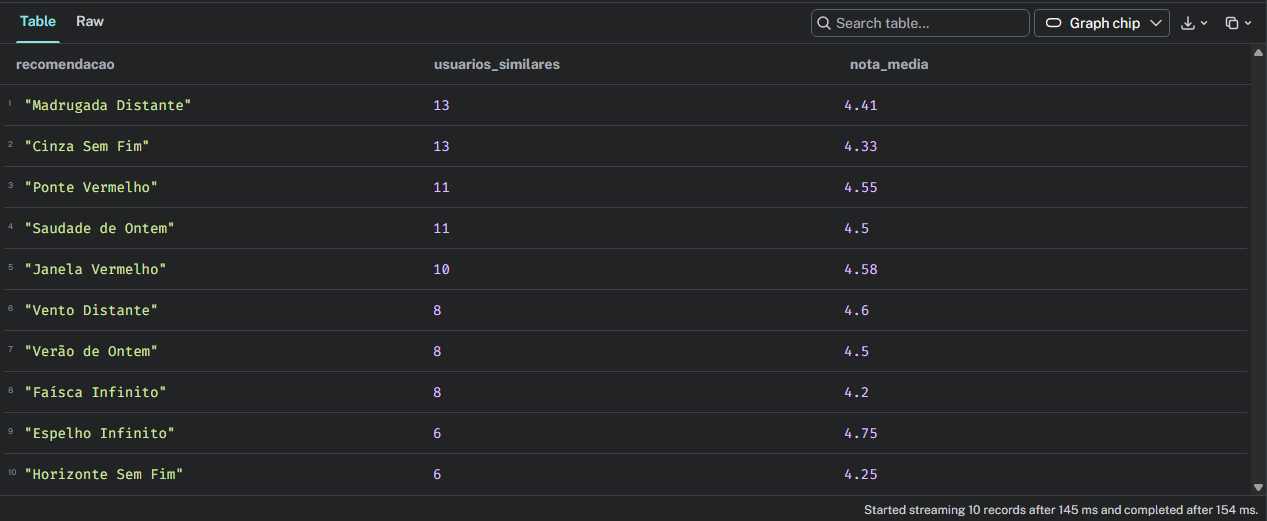 Table Raw Search table... Graph chip
recomendacao usuarios_similares nota_media
1 "Madrugada Distante" 13 4.41
2 "Cinza Sem Fim" 13 4.33
3 "Ponte Vermelho" 11 4.55
4 "Saudade de Ontem" 11 4.5
5 "Janela Vermelho" 10 4.58
6 "Vento Distante" 8 4.6
7 "Verão de Ontem" 8 4.5
8 "Faísca Infinito" 8 4.2
9 "Espelho Infinito" 6 4.75
10 "Horizonte Sem Fim" 6 4.25
Started streaming 10 records after 145 ms and completed after 154 ms.